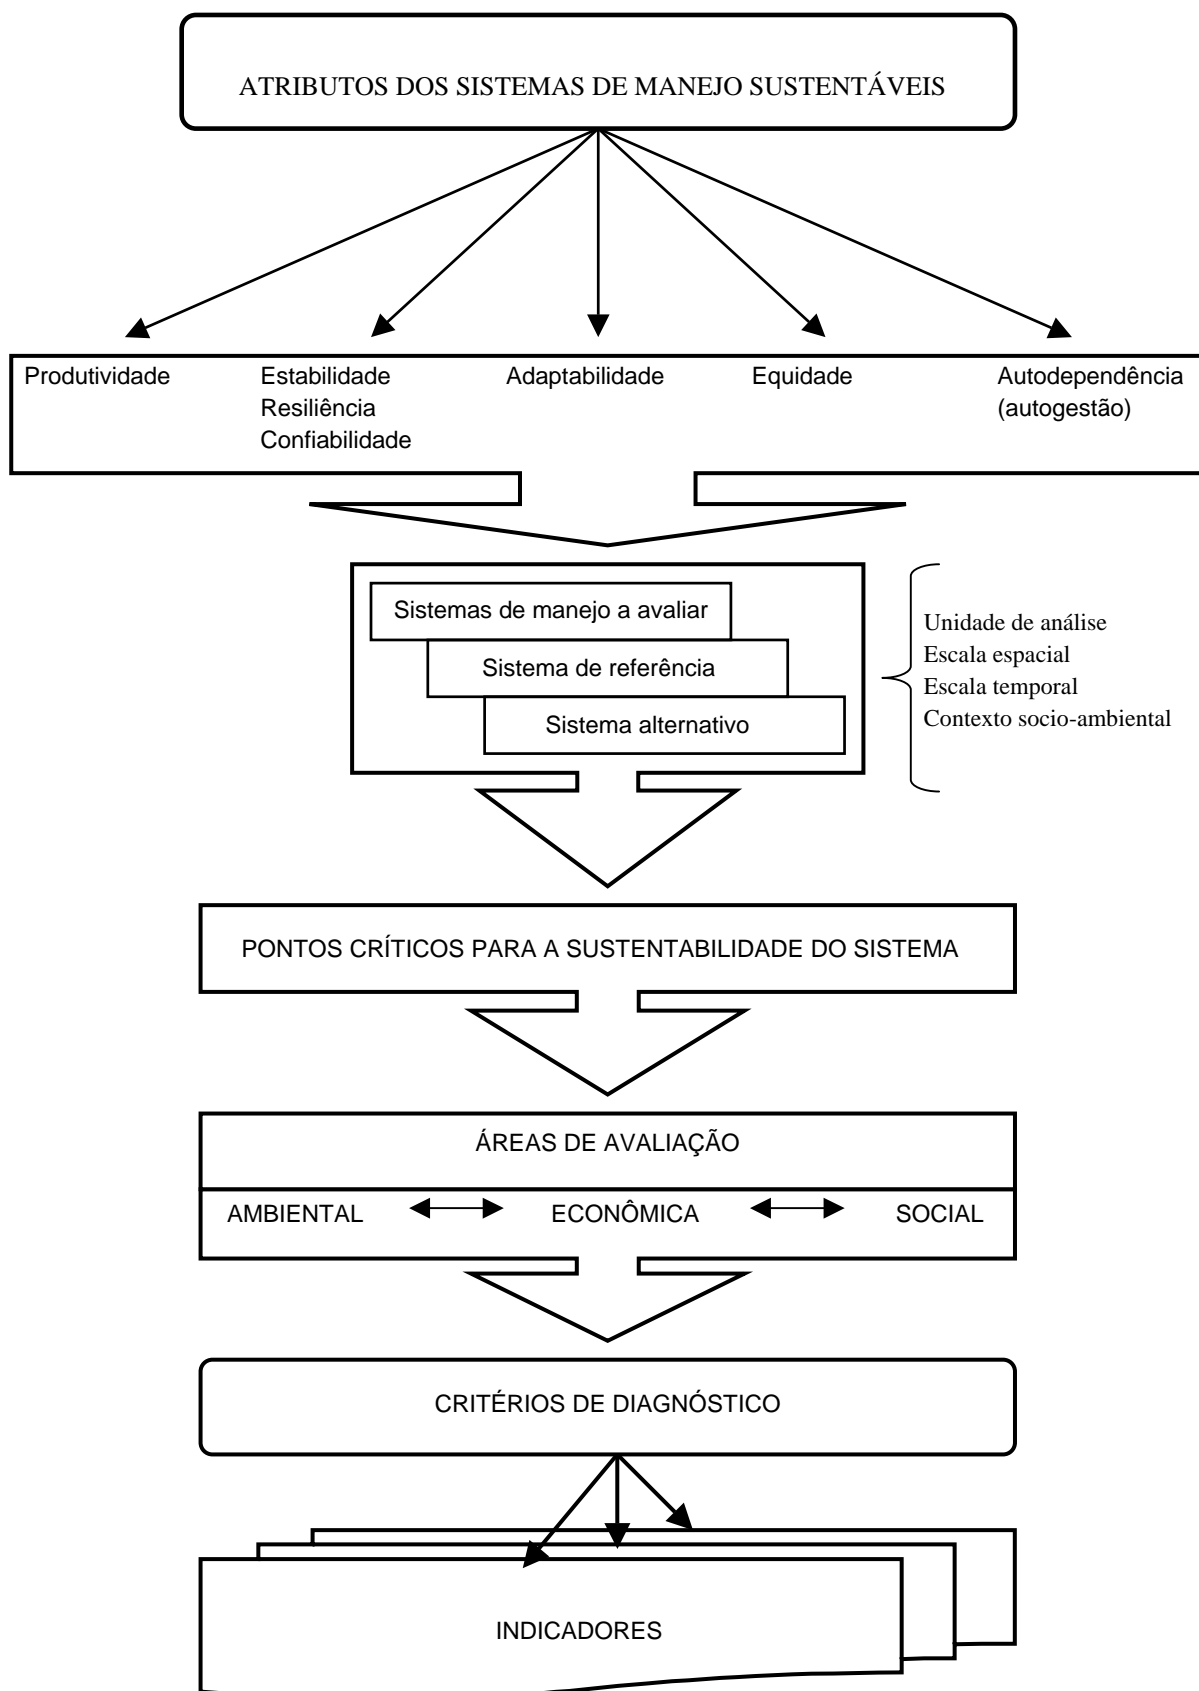 ATRIBUTOS DOS SISTEMAS DE MANEJO SUSTENTÁVEIS
Produtividade
Estabilidade
Resiliência
Confiabilidade
Adaptabilidade
Equidade
Autodependência
(autogestão)
Sistemas de manejo a avaliar
Sistema de referência
Sistema alternativo
Unidade de análise
Escala espacial
Escala temporal
Contexto socio-ambiental
PONTOS CRÍTICOS PARA A SUSTENTABILIDADE DO SISTEMA
ÁREAS DE AVALIAÇÃO
AMBIENTAL
ECONÔMICA
SOCIAL
CRITÉRIOS DE DIAGNÓSTICO
INDICADORES